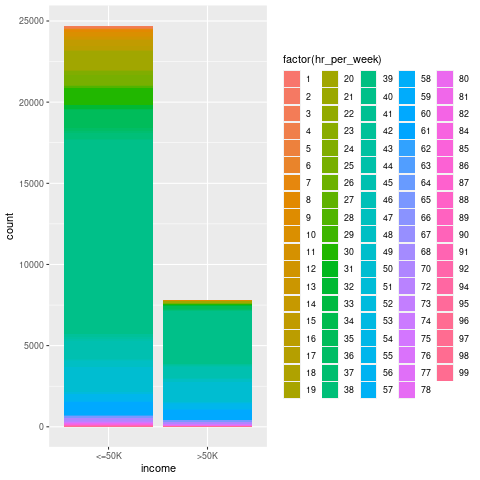 25000
20000
15000
10000
5000
0
count
<=50K
>50K
income
factor(hr_per_week)
1 20 39 58 80
2 21 40 59 81
3 22 41 60 82
4 23 42 61 84
5 24 43 62 85
6 25 44 63 86
7 26 45 64 87
8 27 46 65 88
9 28 47 66 89
10 29 48 67 90
11 30 49 68 91
12 31 50 70 92
13 32 51 72 94
14 33 52 73 95
15 34 53 74 96
16 35 54 75 97
17 36 55 76 98
18 37 56 77 99
19 38 57 78